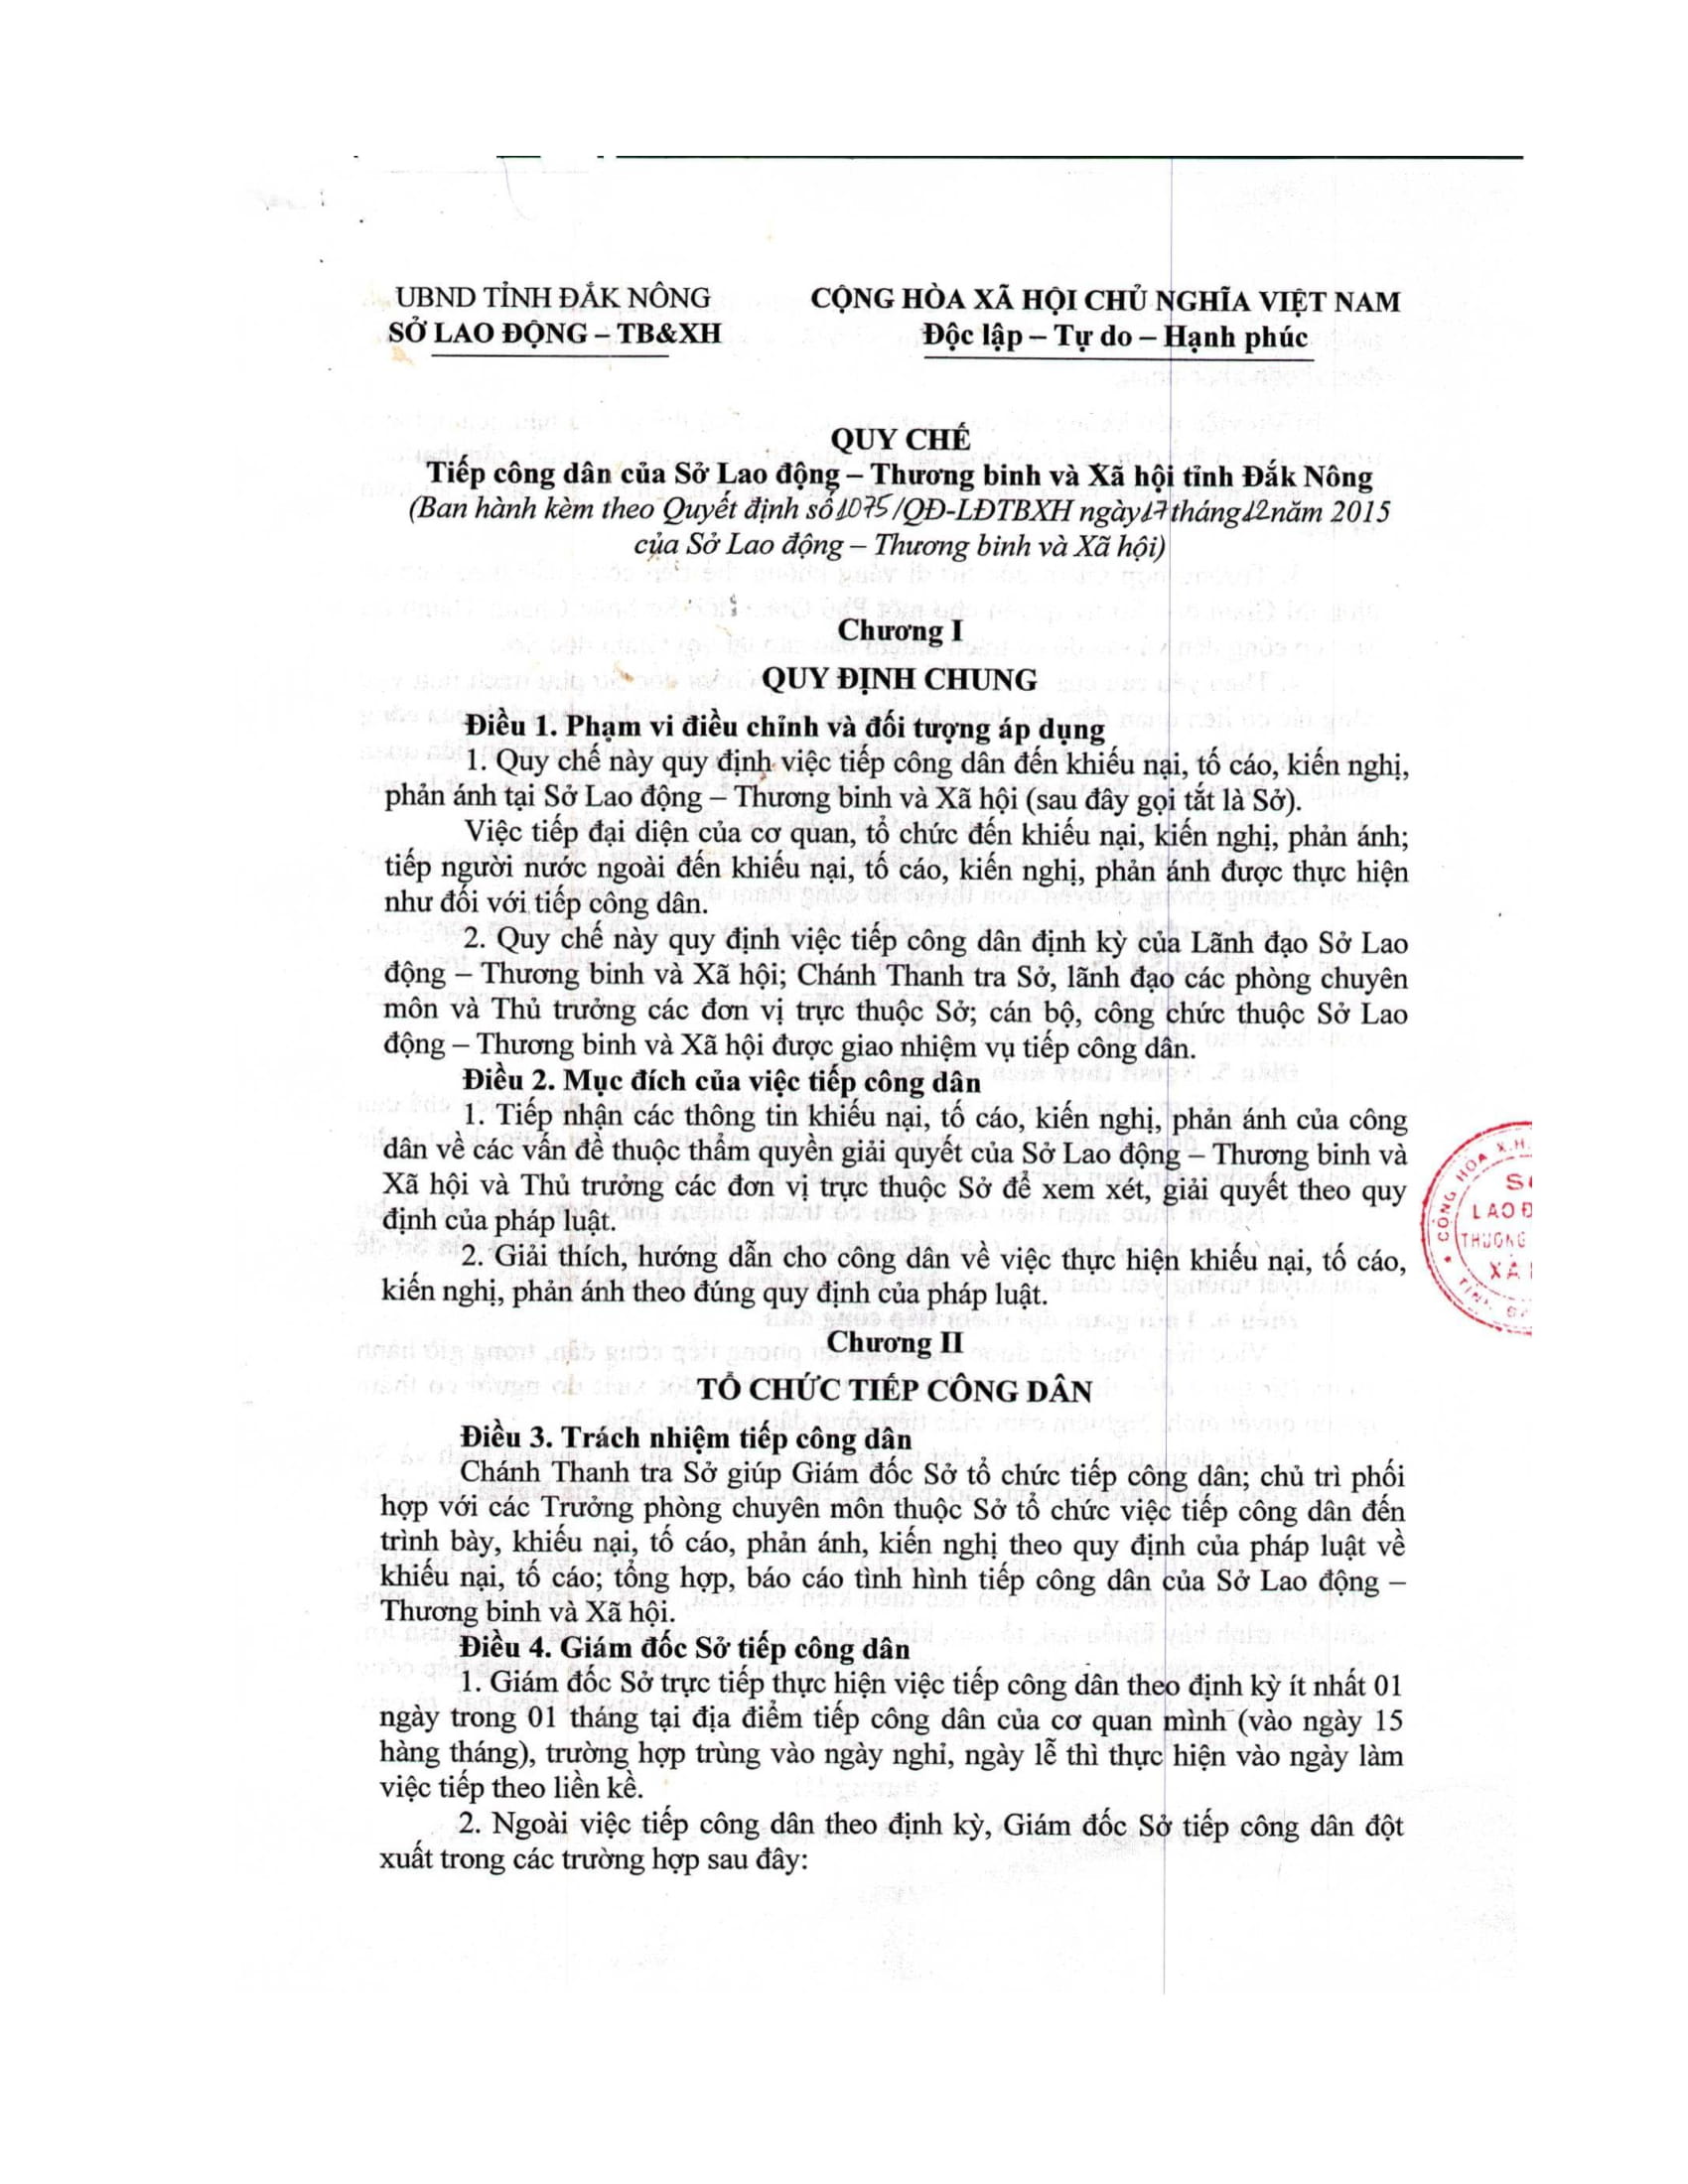 UBND TỈNH ĐẮK NÔNG
SỞ LAO ĐỘNG – TB&XH
CỘNG HÒA XÃ HỘI CHỦ NGHĨA VIỆT NAM
Độc lập – Tự do – Hạnh phúc
QUY CHẾ
Tiếp công dân của Sở Lao động – Thương binh và Xã hội tỉnh Đắk Nông
(Ban hành kèm theo Quyết định số 1075/QĐ-LĐTBXH ngày 17 tháng 12 năm 2015
của Sở Lao động – Thương binh và Xã hội)
Chương I
QUY ĐỊNH CHUNG
Điều 1. Phạm vi điều chỉnh và đối tượng áp dụng
1. Quy chế này quy định việc tiếp công dân đến khiếu nại, tố cáo, kiến nghị,
phản ánh tại Sở Lao động – Thương binh và Xã hội (sau đây gọi tắt là Sở).
Việc tiếp đại diện của cơ quan, tổ chức đến khiếu nại, kiến nghị, phản ánh;
tiếp người nước ngoài đến khiếu nại, tố cáo, kiến nghị, phản ánh được thực hiện
như đối với tiếp công dân.
2. Quy chế này quy định việc tiếp công dân định kỳ của Lãnh đạo Sở Lao
động – Thương binh và Xã hội; Chánh Thanh tra Sở, lãnh đạo các phòng chuyên
môn và Thủ trưởng các đơn vị trực thuộc Sở; cán bộ, công chức thuộc Sở Lao
động – Thương binh và Xã hội được giao nhiệm vụ tiếp công dân.
Điều 2. Mục đích của việc tiếp công dân
1. Tiếp nhận các thông tin khiếu nại, tố cáo, kiến nghị, phản ánh của công
dân về các vấn đề thuộc thẩm quyền giải quyết của Sở Lao động – Thương binh và
Xã hội và Thủ trưởng các đơn vị trực thuộc Sở để xem xét, giải quyết theo quy
định của pháp luật.
2. Giải thích, hướng dẫn cho công dân về việc thực hiện khiếu nại, tố cáo,
kiến nghị, phản ánh theo đúng quy định của pháp luật.
CỘNG HÒA X.H.
LAO Đ
THƯƠNG
Chương II
TỔ CHỨC TIẾP CÔNG DÂN
Điều 3. Trách nhiệm tiếp công dân
Chánh Thanh tra Sở giúp Giám đốc Sở tổ chức tiếp công dân; chủ trì phối
hợp với các Trưởng phòng chuyên môn thuộc Sở tổ chức việc tiếp công dân đến
trình bày, khiếu nại, tố cáo, phản ánh, kiến nghị theo quy định của pháp luật về
khiếu nại, tố cáo; tổng hợp, báo cáo tình hình tiếp công dân của Sở Lao động –
Thương binh và Xã hội.
Điều 4. Giám đốc Sở tiếp công dân
1. Giám đốc Sở trực tiếp thực hiện việc tiếp công dân theo định kỳ ít nhất 01
ngày trong 01 tháng tại địa điểm tiếp công dân của cơ quan mình (vào ngày 15
hàng tháng), trường hợp trùng vào ngày nghỉ, ngày lễ thì thực hiện vào ngày làm
việc tiếp theo liền kề.
2. Ngoài việc tiếp công dân theo định kỳ, Giám đốc Sở tiếp công dân đột
xuất trong các trường hợp sau đây: